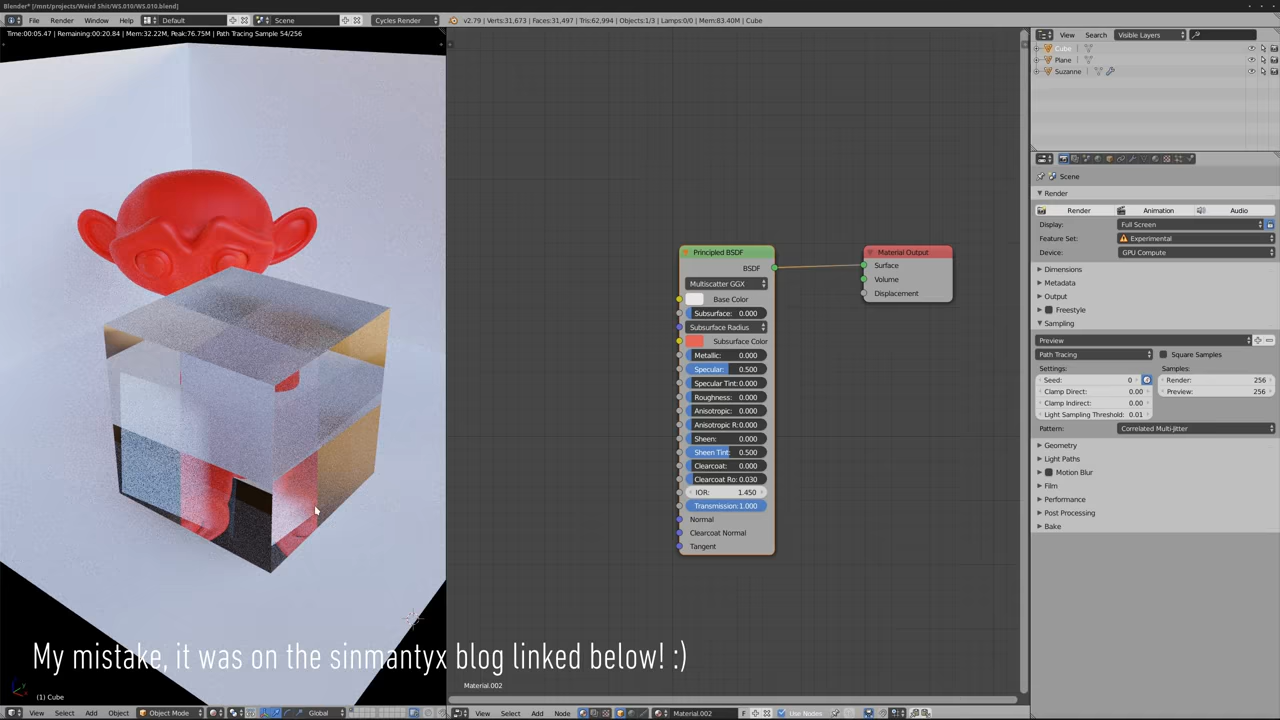 Blender* [/mnt/projects/Weird Shit/WS.010/WS.010.blend]
File Render Window Help Default Scene Cycles Render v2.79 | Verts:31,673 | Faces:31,497 | Tris:62,994 | Objects:1/3 | Lamps:0/0 | Mem:63.40M | Cube
Time:00:05.47 | Remaining:00:20.84 | Mem:32.22M, Peak:76.75M | Path Tracing Sample 54/256
View Search Visible Layers
Cube
Plane
Suzanne
Scene
Render
Render Animation Audio
Display: Full Screen
Feature Set: Experimental
Device: GPU Compute
Dimensions
Metadata
Output
Freestyle
Sampling
Preview
Path Tracing Square Samples
Settings: Samples:
Seed: 0 Render: 256
Clamp Direct: 0.00 Preview: 256
Clamp Indirect: 0.00
Light Sampling Threshold: 0.01
Pattern: Correlated Multi-Jitter
Geometry
Light Paths
Motion Blur
Film
Performance
Post Processing
Bake
Principled BSDF
BSDF
Multiscatter GGX
Base Color
Subsurface: 0.000
Subsurface Radius
Subsurface Color
Metallic: 0.000
Specular: 0.500
Specular Tint: 0.000
Roughness: 0.000
Anisotropic: 0.000
Anisotropic R: 0.000
Sheen: 0.000
Sheen Tint: 0.500
Clearcoat: 0.000
Clearcoat Ro: 0.030
IOR: 1.450
Transmission: 1.000
Normal
Clearcoat Normal
Tangent
Material Output
Surface
Volume
Displacement
My mistake, it was on the sinmantyx blog linked below! :)
Material.002
(1) Cube
View Select Add Object Object Mode Global
View Select Add Node Material.002 F Use Nodes